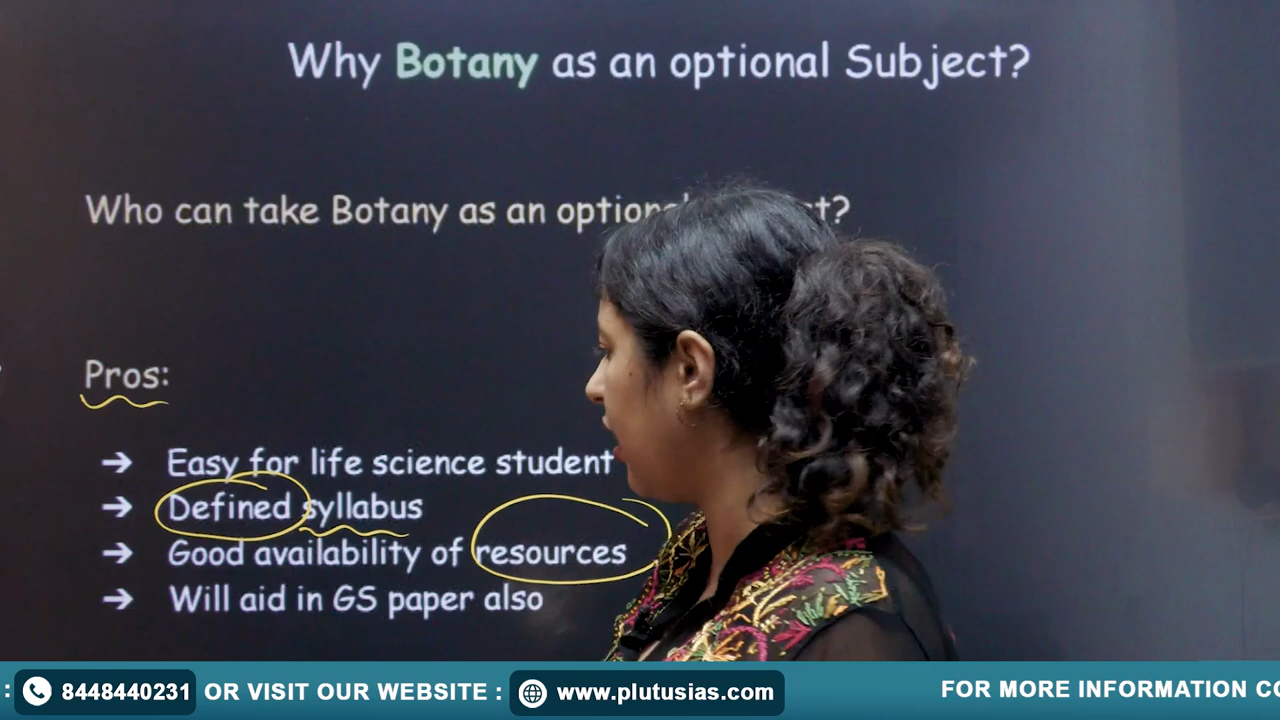 Why Botany as an optional Subject?
Who can take Botany as an optional t?
Pros:
➔ Easy for life science student
➔ Defined syllabus
➔ Good availability of resources
➔ Will aid in GS paper also
: 8448440231 OR VISIT OUR WEBSITE : www.plutusias.com FOR MORE INFORMATION